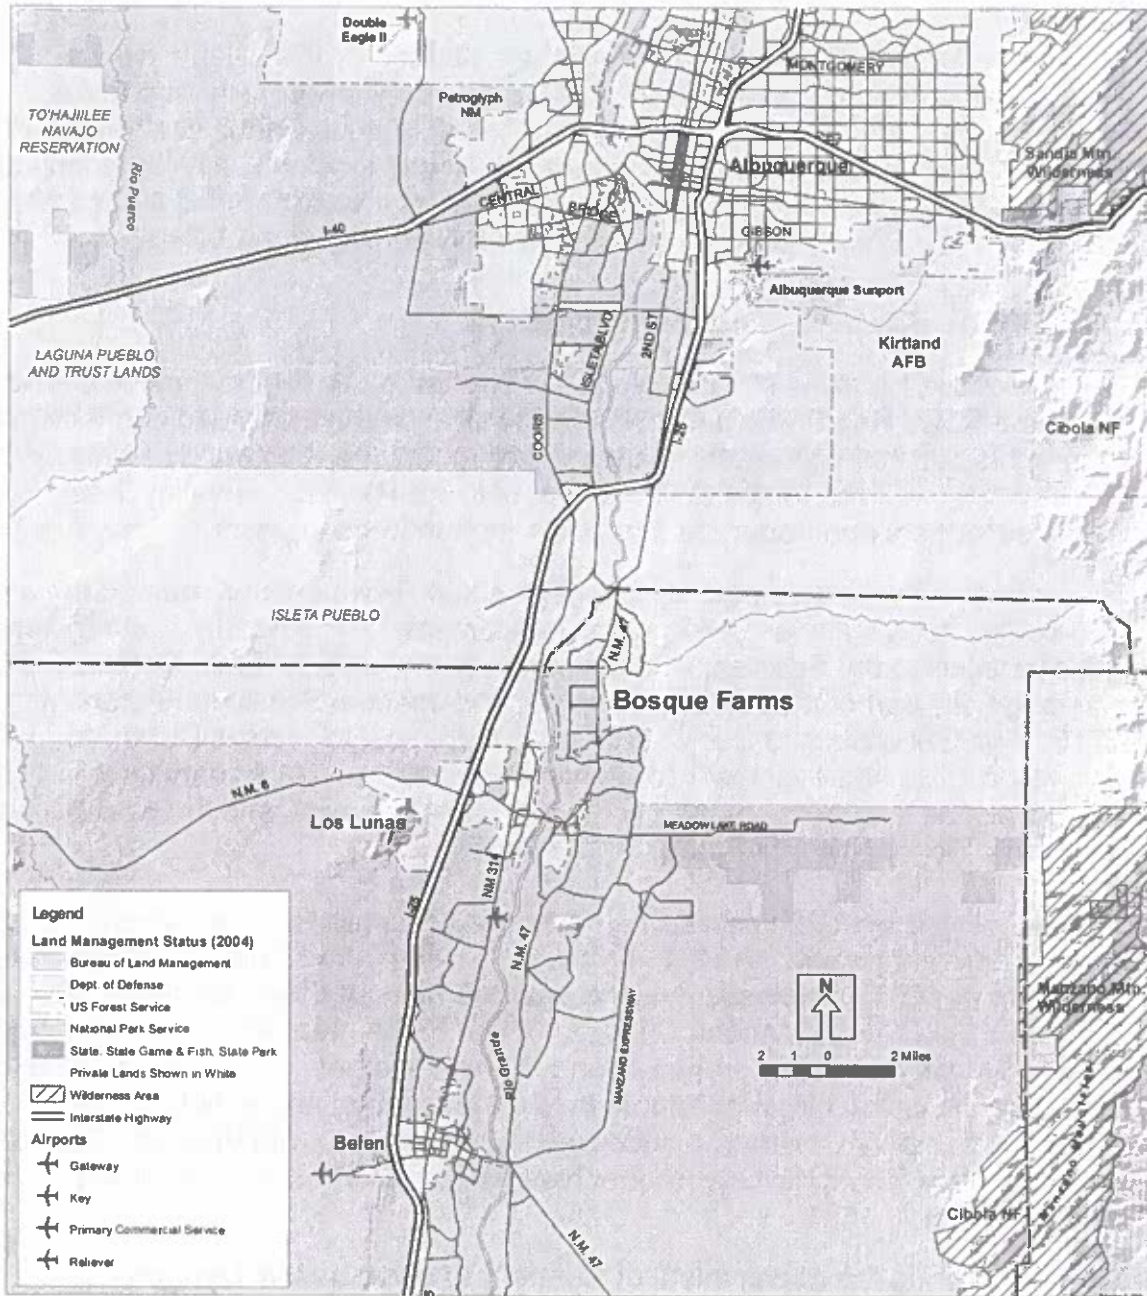 Double
Eagle II
MONTGOMERY
Petroglyph
NM
TO'HAJIILEE
NAVAJO
RESERVATION
Rio Puerco
Sandia Mtn.
Wilderness
Albuquerque
CENTRAL
BRIDGE
I-40
GIBSON
Albuquerque Sunport
ISLETA BLVD
2ND ST
Kirtland
AFB
LAGUNA PUEBLO
AND TRUST LANDS
COORS
I-25
Cibola NF
ISLETA PUEBLO
N.M. 47
Bosque Farms
N.M. 6
Los Lunas
MEADOW LAKE ROAD
NM 314
I-25
N.M. 47
MANZANO EXPRESSWAY
N
Manzano Mtn.
Wilderness
2 1 0 2 Miles
Rio Grande
Manzano Mountains
Belen
Cibola NF
N.M. 47
Legend
Land Management Status (2004)
Bureau of Land Management
Dept. of Defense
US Forest Service
National Park Service
State, State Game & Fish, State Park
Private Lands Shown in White
Wilderness Area
Interstate Highway
Airports
Gateway
Key
Primary Commercial Service
Reliever